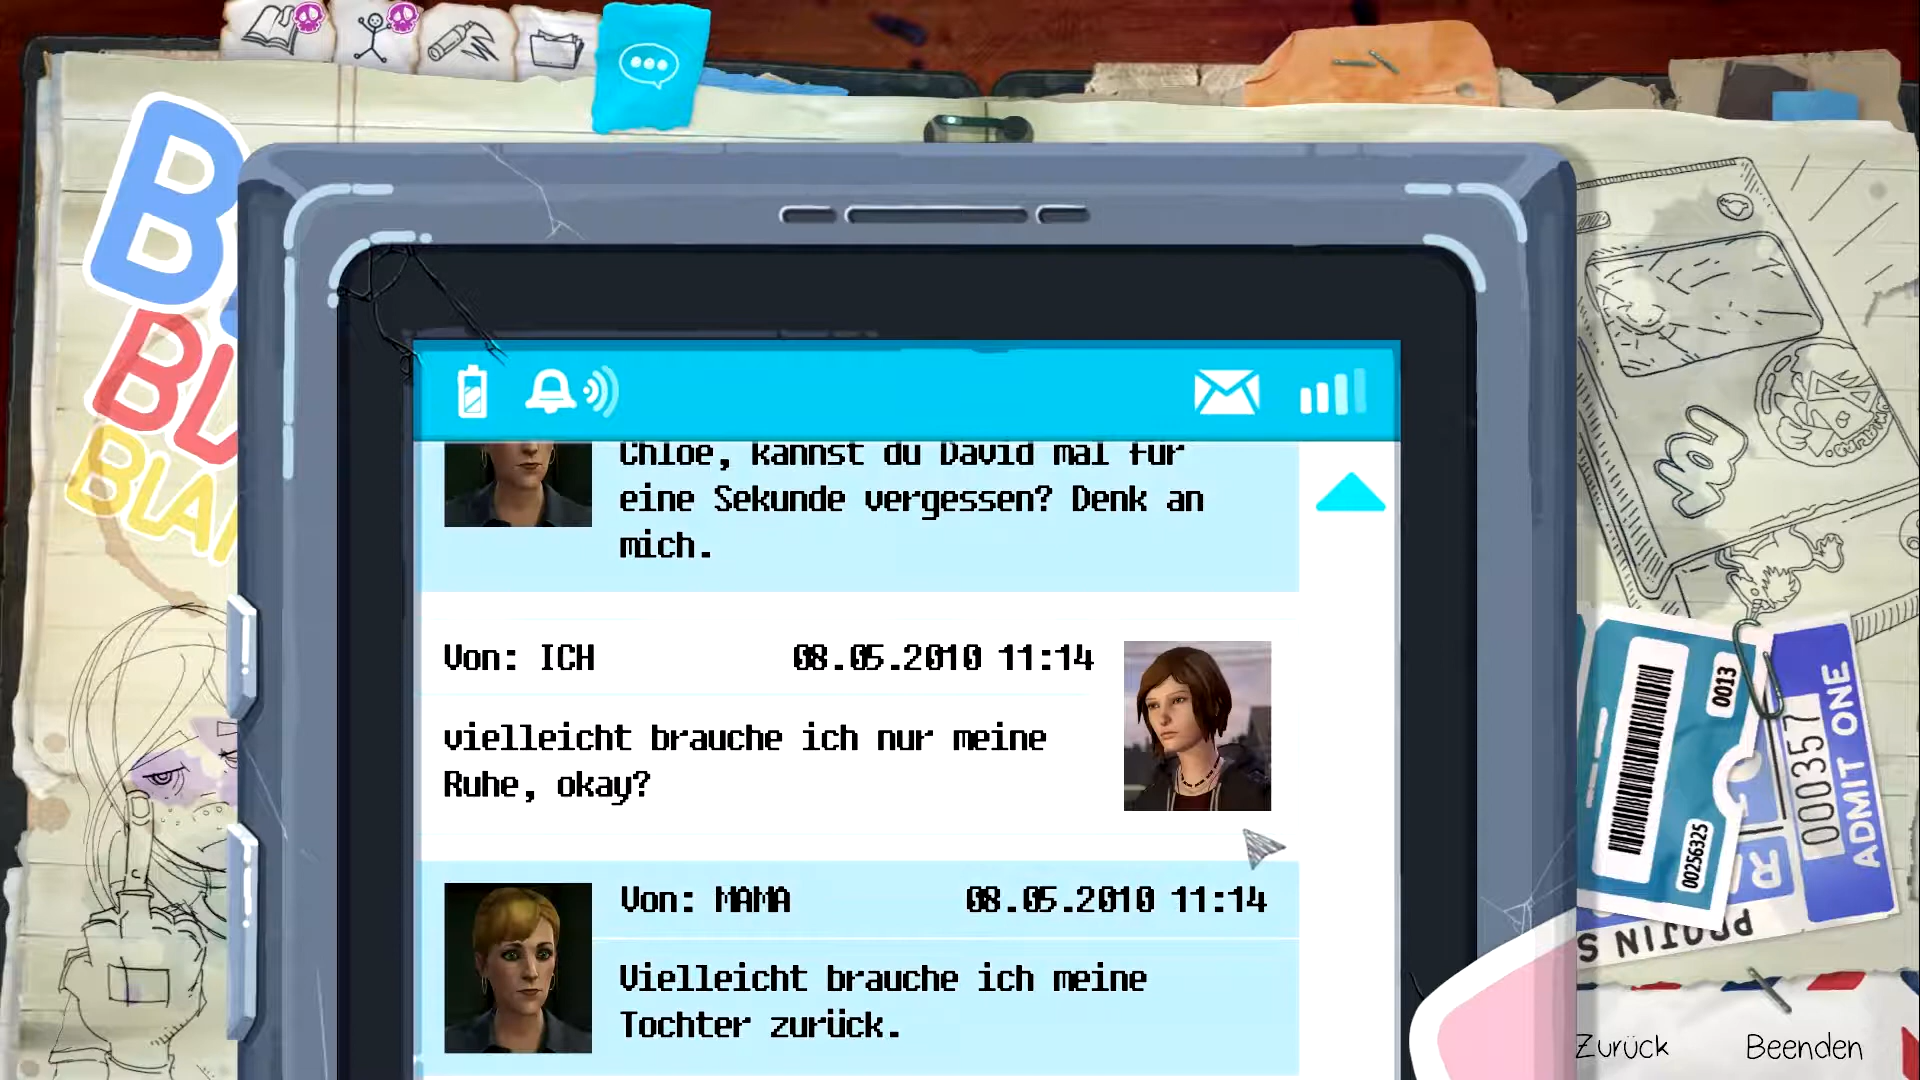 Chloe, kannst du David mal für
eine Sekunde vergessen? Denk an
mich.
Von: ICH 08.05.2010 11:14
vielleicht brauche ich nur meine
Ruhe, okay?
Von: MAMA 08.05.2010 11:14
Vielleicht brauche ich meine
Tochter zurück.
BLA
0013
00256325
000357
ADMIT ONE
Zurück
Beenden